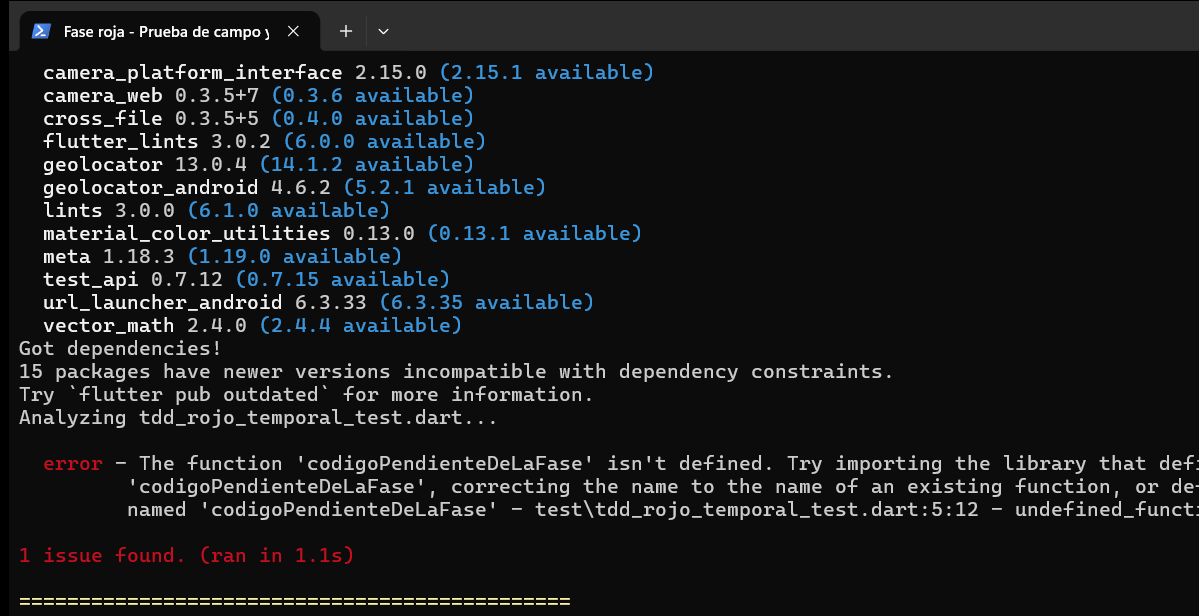 Fase roja - Prueba de campo y
camera_platform_interface 2.15.0 (2.15.1 available)
camera_web 0.3.5+7 (0.3.6 available)
cross_file 0.3.5+5 (0.4.0 available)
flutter_lints 3.0.2 (6.0.0 available)
geolocator 13.0.4 (14.1.2 available)
geolocator_android 4.6.2 (5.2.1 available)
lints 3.0.0 (6.1.0 available)
material_color_utilities 0.13.0 (0.13.1 available)
meta 1.18.3 (1.19.0 available)
test_api 0.7.12 (0.7.15 available)
url_launcher_android 6.3.33 (6.3.35 available)
vector_math 2.4.0 (2.4.4 available)
Got dependencies!
15 packages have newer versions incompatible with dependency constraints.
Try `flutter pub outdated` for more information.
Analyzing tdd_rojo_temporal_test.dart...
error - The function 'codigoPendienteDeLaFase' isn't defined. Try importing the library that defi
'codigoPendienteDeLaFase', correcting the name to the name of an existing function, or de
named 'codigoPendienteDeLaFase' - test\tdd_rojo_temporal_test.dart:5:12 - undefined_functi
1 issue found. (ran in 1.1s)
==============================================